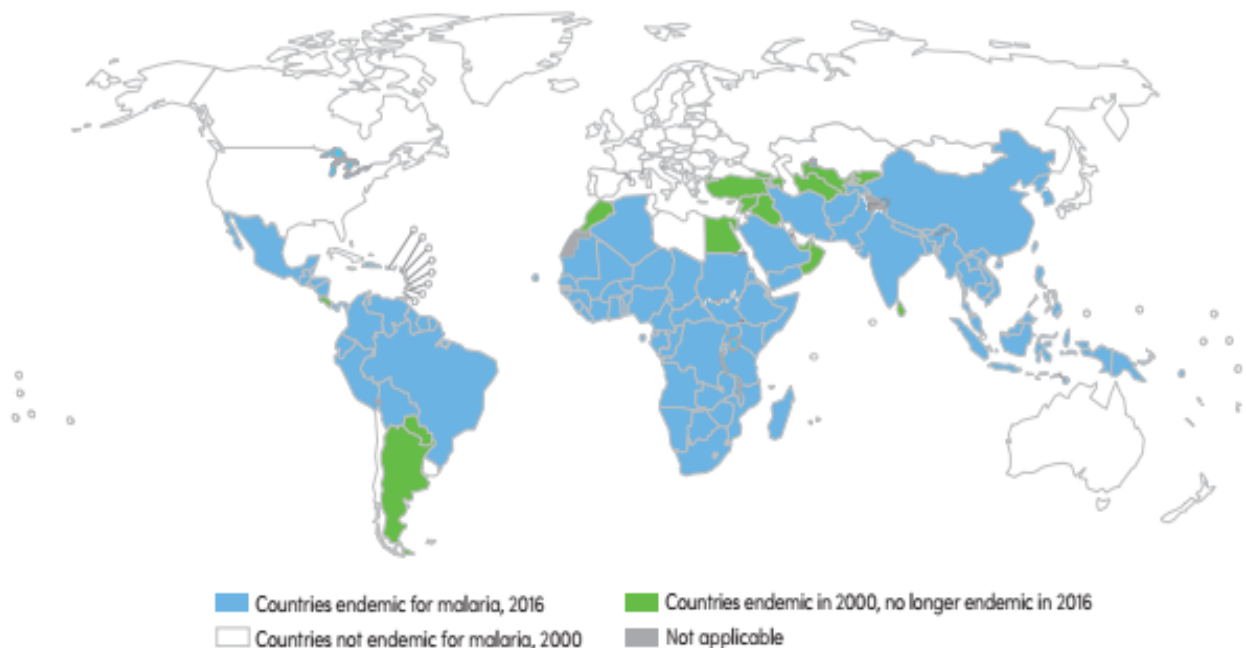 Countries endemic for malaria, 2016
Countries endemic in 2000, no longer endemic in 2016
Countries not endemic for malaria, 2000
Not applicable